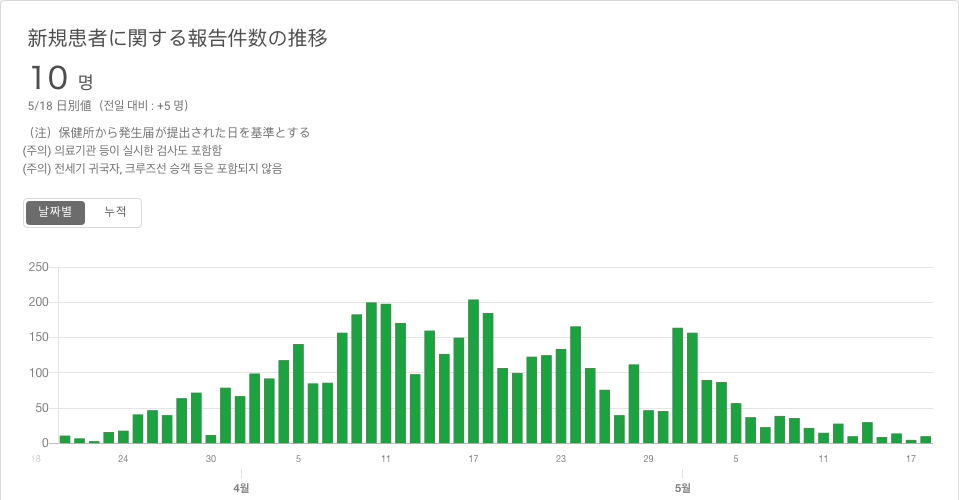 新規患者に関する報告件数の推移
10 명
5/18 日別値（전일 대비 : +5 명）
（注）保健所から発生届が提出された日を基準とする
(주의) 의료기관 등이 실시한 검사도 포함함
(주의) 전세기 귀국자, 크루즈선 승객 등은 포함되지 않음
날짜별 누적
250
200
150
100
50
0
18 24 30 5 11 17 23 29 5 11 17
4월 5월